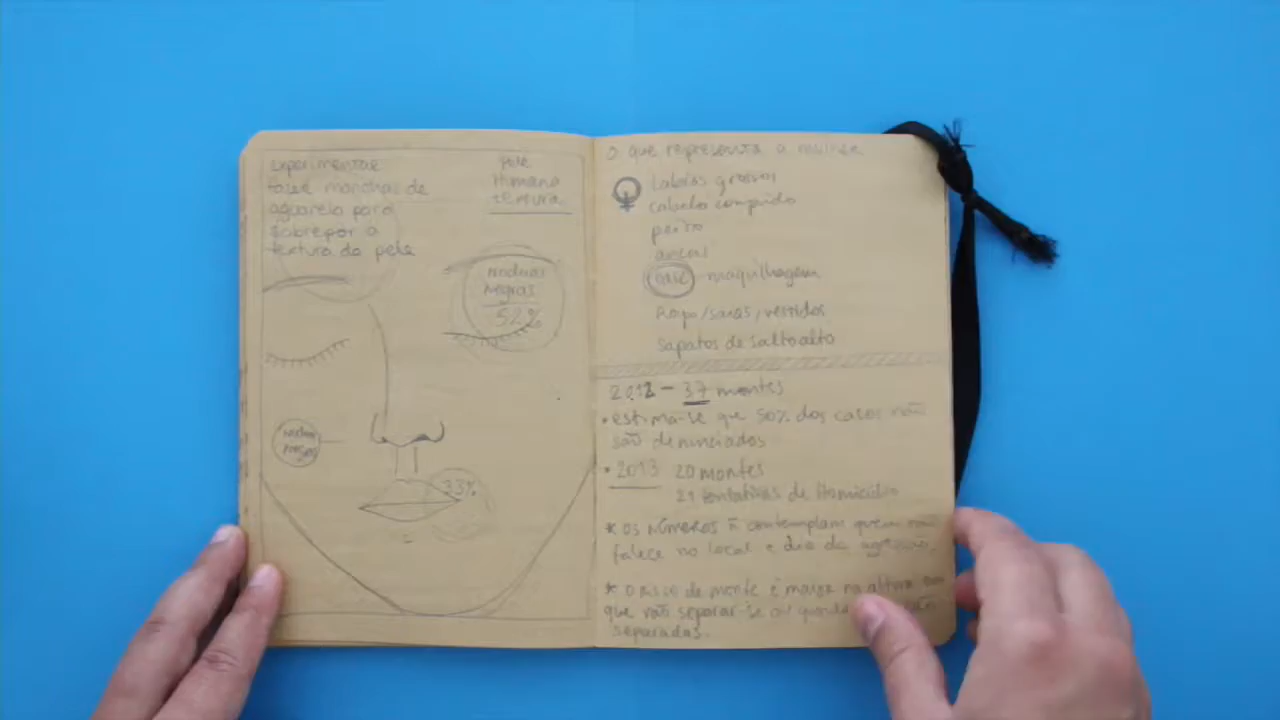 experimentar
fazer manchas de
aguarela para
sobrepor a
textura da pele
pele
Humana
textura
nódoas
negras
52%
33%
O que representa a mulher
Lábios grossos
cabelo comprido
peito
base - maquilhagem
Roupa/saias, vestidos
sapatos de salto alto
2012 - 37 mortes
• estima-se que 50% dos casos não
são denunciados
• 2013 20 mortes
21 tentativas de Homicídio
* os NÚMEROS ñ contemplam quem não
falece no local e dia da agressão.
* o risco de morte é maior na altura em
que vão separar-se ou quando
separadas.